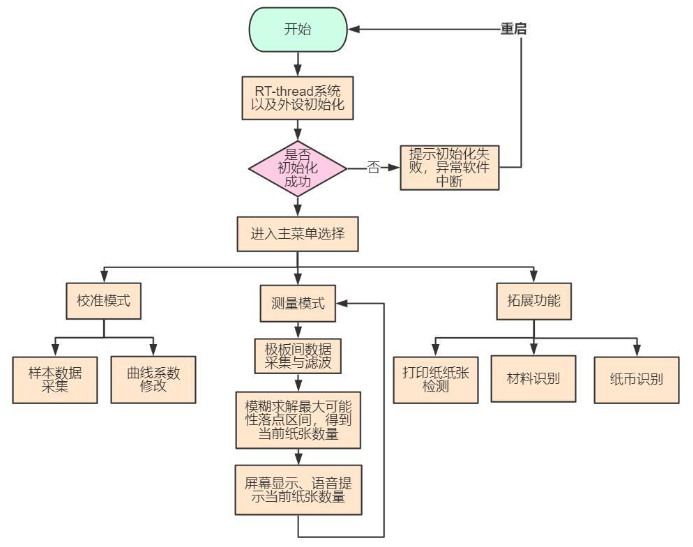 开始
重启
RT-thread系统
以及外设初始化
是否
初始化
成功
否
提示初始化失
败，异常软件
中断
进入主菜单选择
校准模式
测量模式
拓展功能
样本数据
采集
曲线系数
修改
极板间数据
采集与滤波
打印纸纸张
检测
材料识别
纸币识别
模糊求解最大可能
性落点区间，得到
当前纸张数量
屏幕显示、语音提
示当前纸张数量